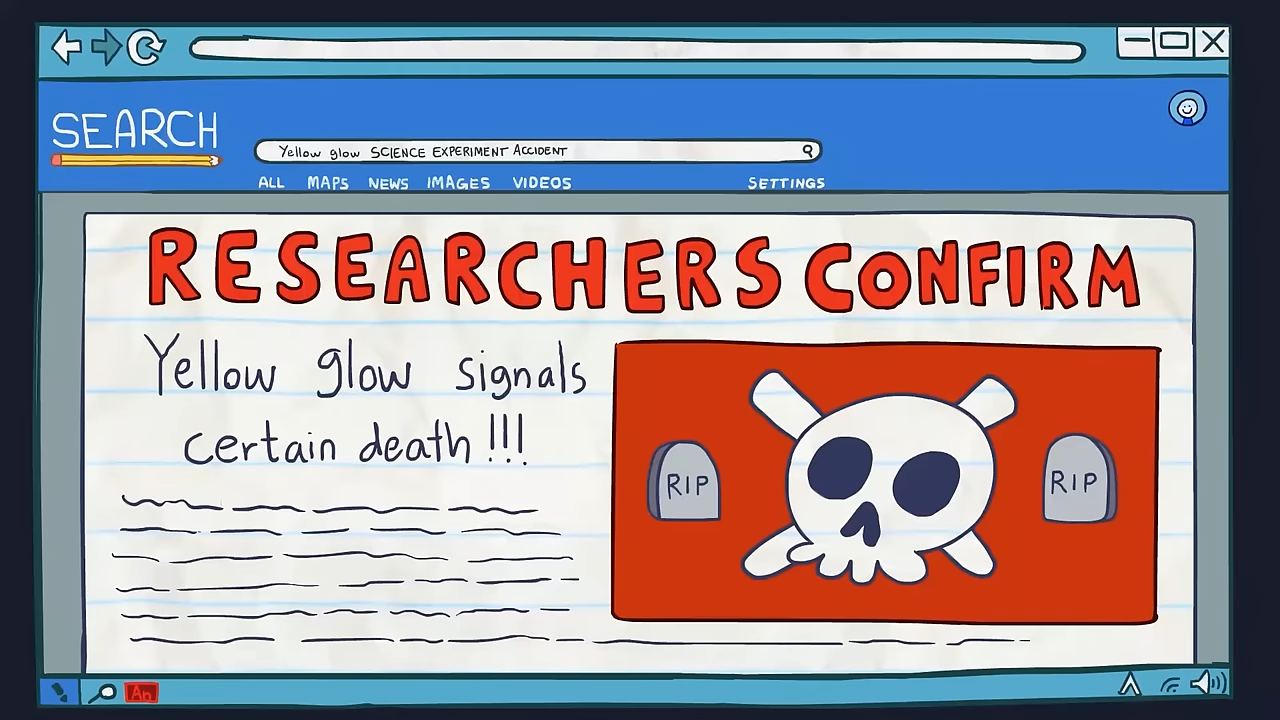 SEARCH
Yellow glow SCIENCE EXPERIMENT ACCIDENT
ALL MAPS NEWS IMAGES VIDEOS SETTINGS
RESEARCHERS CONFIRM
Yellow glow signals
certain death!!!
RIP
RIP
An